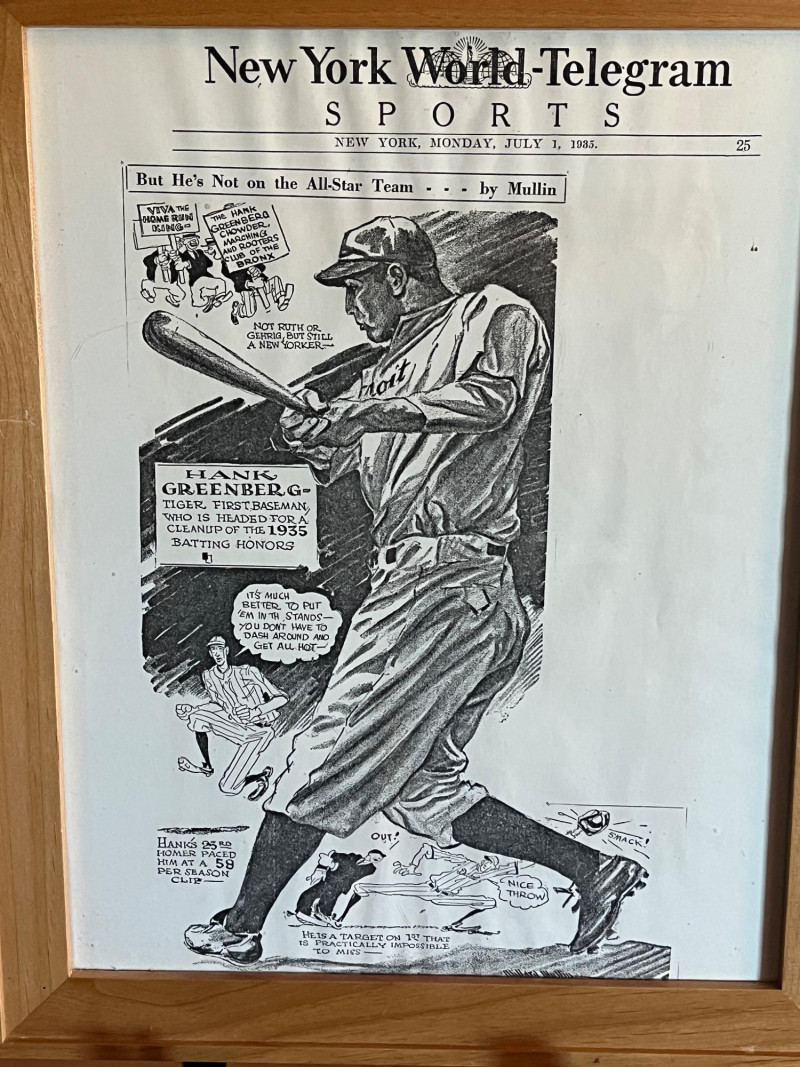 New York World-Telegram
SPORTS
NEW YORK, MONDAY, JULY 1, 1935.
25
But He's Not on the All-Star Team - - - by Mullin
VIVA THE
HOME RUN
KING-
THE HANK
GREENBERG
CHOWDER,
MARCHING
AND ROOTERS
CLUB OF THE
BRONX
NOT RUTH OR
GEHRIG, BUT STILL
A NEW YORKER—
roit
HANK
GREENBERG-
TIGER FIRST BASEMAN,
WHO IS HEADED FOR A
CLEANUP OF THE 1935
BATTING HONORS
IT'S MUCH
BETTER TO PUT
'EM IN TH' STANDS—
YOU DON'T HAVE TO
DASH AROUND AND
GET ALL HOT—
HANK'S 23RD
HOMER PACED
HIM AT A 58
PER SEASON
CLIP—
OUT!
NICE
THROW
SMACK!
HE IS A TARGET ON 1ST THAT
IS PRACTICALLY IMPOSSIBLE
TO MISS—